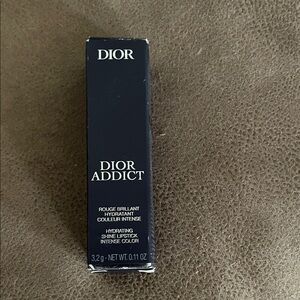 DIOR
DIOR
ADDICT
ROUGE BRILLANT
HYDRATANT
COULEUR INTENSE
HYDRATING
SHINE LIPSTICK
INTENSE COLOR
3,2 g - NET WT. 0.11 OZ